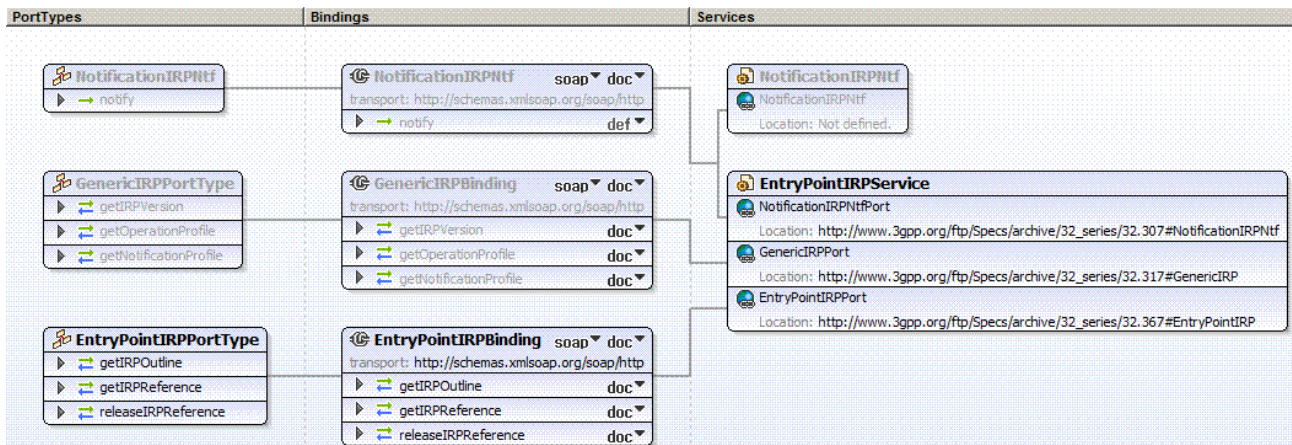 PortTypes Bindings Services
NotificationIRPNtf
notify
GenericIRPPortType
getIRPVersion
getOperationProfile
getNotificationProfile
EntryPointIRPPortType
getIRPOutline
getIRPReference
releaseIRPReference
NotificationIRPNtf soap doc
transport: http://schemas.xmlsoap.org/soap/http
notify def
GenericIRPBinding soap doc
transport: http://schemas.xmlsoap.org/soap/http
getIRPVersion doc
getOperationProfile doc
getNotificationProfile doc
EntryPointIRPBinding soap doc
transport: http://schemas.xmlsoap.org/soap/http
getIRPOutline doc
getIRPReference doc
releaseIRPReference doc
NotificationIRPNtf
NotificationIRPNtf
Location: Not defined.
EntryPointIRPService
NotificationIRPNtfPort
Location: http://www.3gpp.org/ftp/Specs/archive/32_series/32.307#NotificationIRPNtf
GenericIRPPort
Location: http://www.3gpp.org/ftp/Specs/archive/32_series/32.317#GenericIRP
EntryPointIRPPort
Location: http://www.3gpp.org/ftp/Specs/archive/32_series/32.367#EntryPointIRP